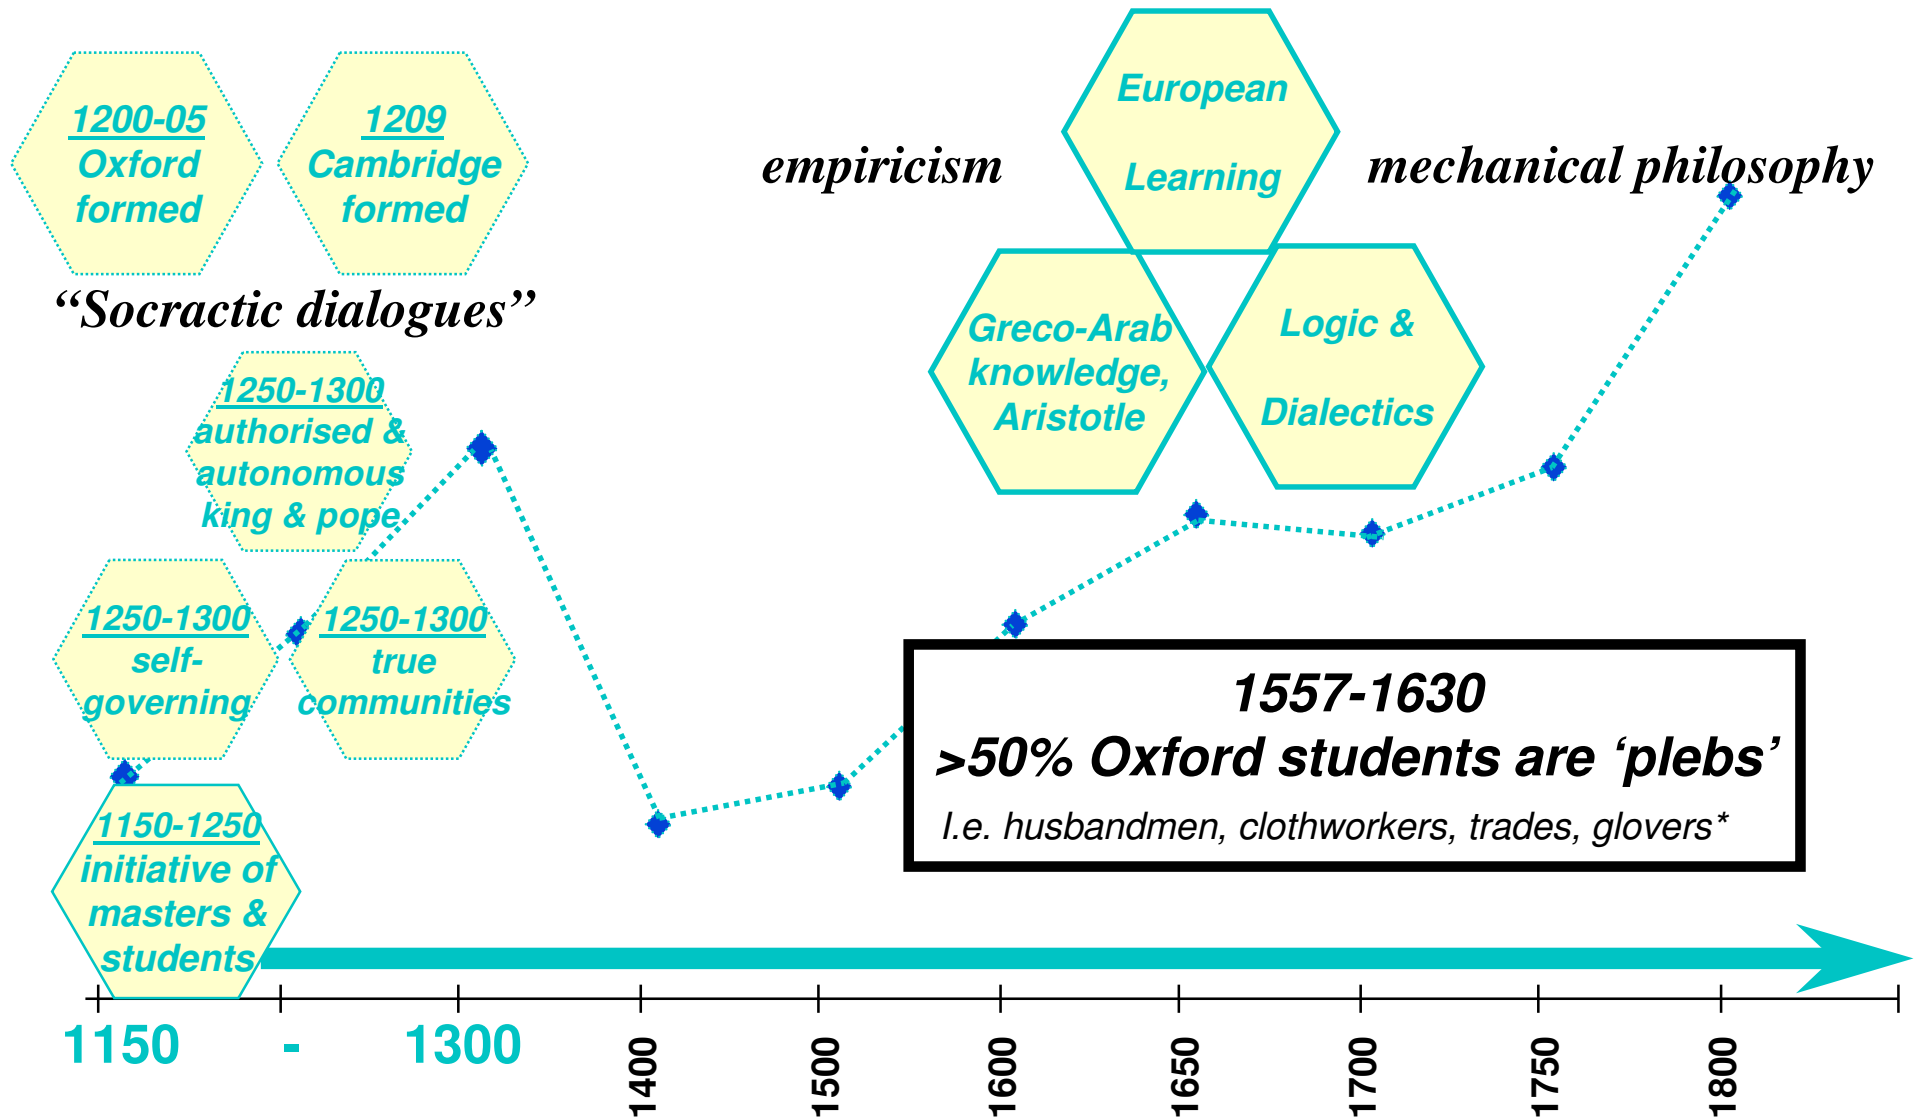 1200-05
Oxford
formed
1209
Cambridge
formed
“Socractic dialogues”
1250-1300
authorised &
autonomous
king & pope
1250-1300
self-
governing
1250-1300
true
communities
1150-1250
initiative of
masters &
students
empiricism
European
Learning
mechanical philosophy
Greco-Arab
knowledge,
Aristotle
Logic &
Dialectics
1557-1630
>50% Oxford students are ‘plebs’
I.e. husbandmen, clothworkers, trades, glovers*
1150 - 1300
1400
1500
1600
1650
1700
1750
1800